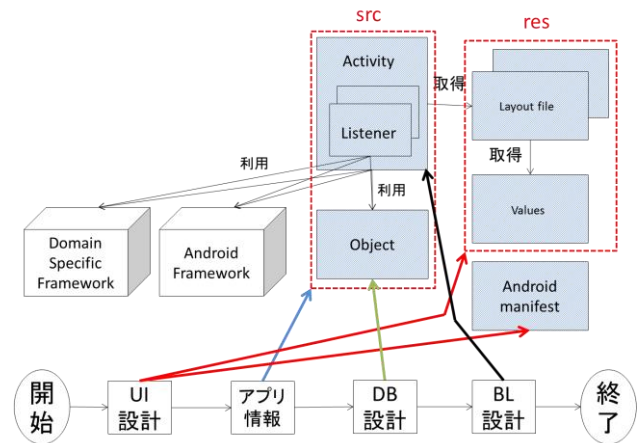 src
res
Activity
取得
Layout file
Listener
利用
取得
利用
Values
Domain
Specific
Framework
Android
Framework
Object
Android
manifest
開
始
UI
設計
アプリ
情報
DB
設計
BL
設計
終
了